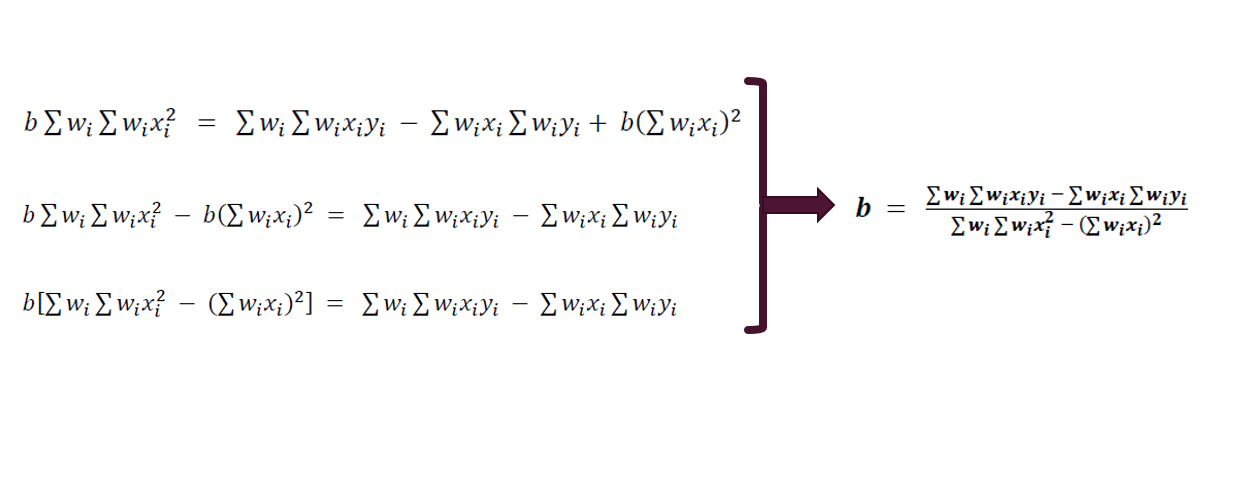 b ∑ wᵢ ∑ wᵢxᵢ² = ∑ wᵢ ∑ wᵢxᵢyᵢ − ∑ wᵢxᵢ ∑ wᵢyᵢ + b(∑ wᵢxᵢ)²
b ∑ wᵢ ∑ wᵢxᵢ² − b(∑ wᵢxᵢ)² = ∑ wᵢ ∑ wᵢxᵢyᵢ − ∑ wᵢxᵢ ∑ wᵢyᵢ
b[∑ wᵢ ∑ wᵢxᵢ² − (∑ wᵢxᵢ)²] = ∑ wᵢ ∑ wᵢxᵢyᵢ − ∑ wᵢxᵢ ∑ wᵢyᵢ
b = (∑ wᵢ ∑ wᵢxᵢyᵢ − ∑ wᵢxᵢ ∑ wᵢyᵢ) / (∑ wᵢ ∑ wᵢxᵢ² − (∑ wᵢxᵢ)²)